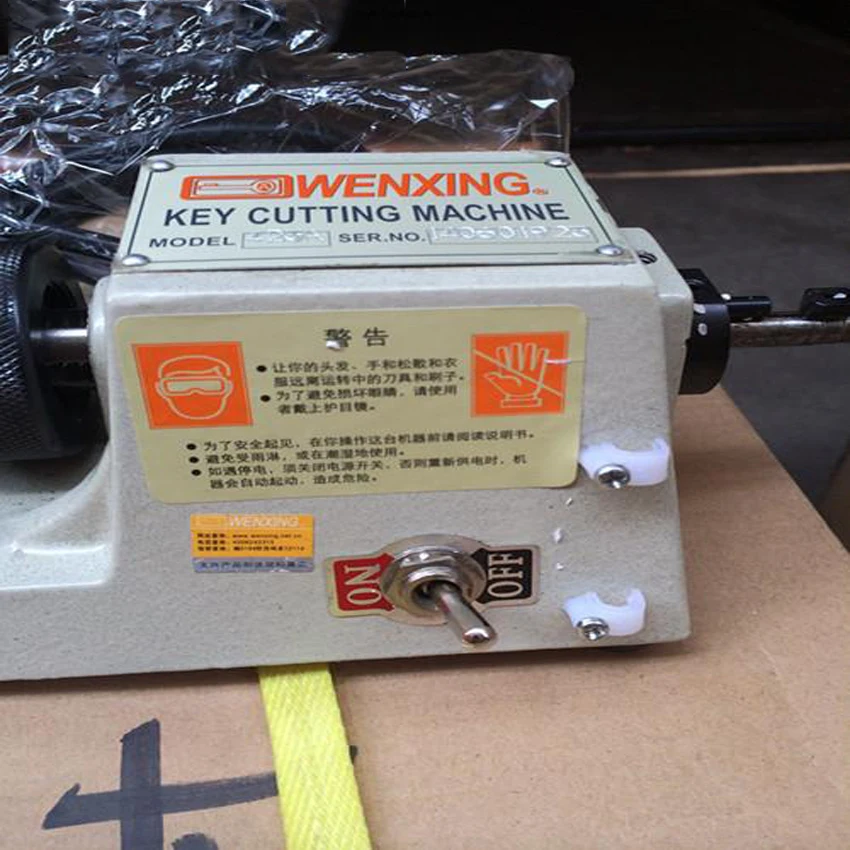 WENXING
KEY CUTTING MACHINE
MODEL SER.NO.
警告
● 让你的头发、手和松散和衣
服远离运转中的刀具和刷子。
● 为了避免损坏眼睛，请使用
者戴上护目镜。
● 为了安全起见，在你操作这台机器前请阅读说明书。
● 避免受雨淋，或在潮湿地使用。
● 如遇停电，须关闭电源开关，否则重新供电时，机
器会自动起动，造成危险。
WENXING
www.wenxing.net.cn
ON
OFF